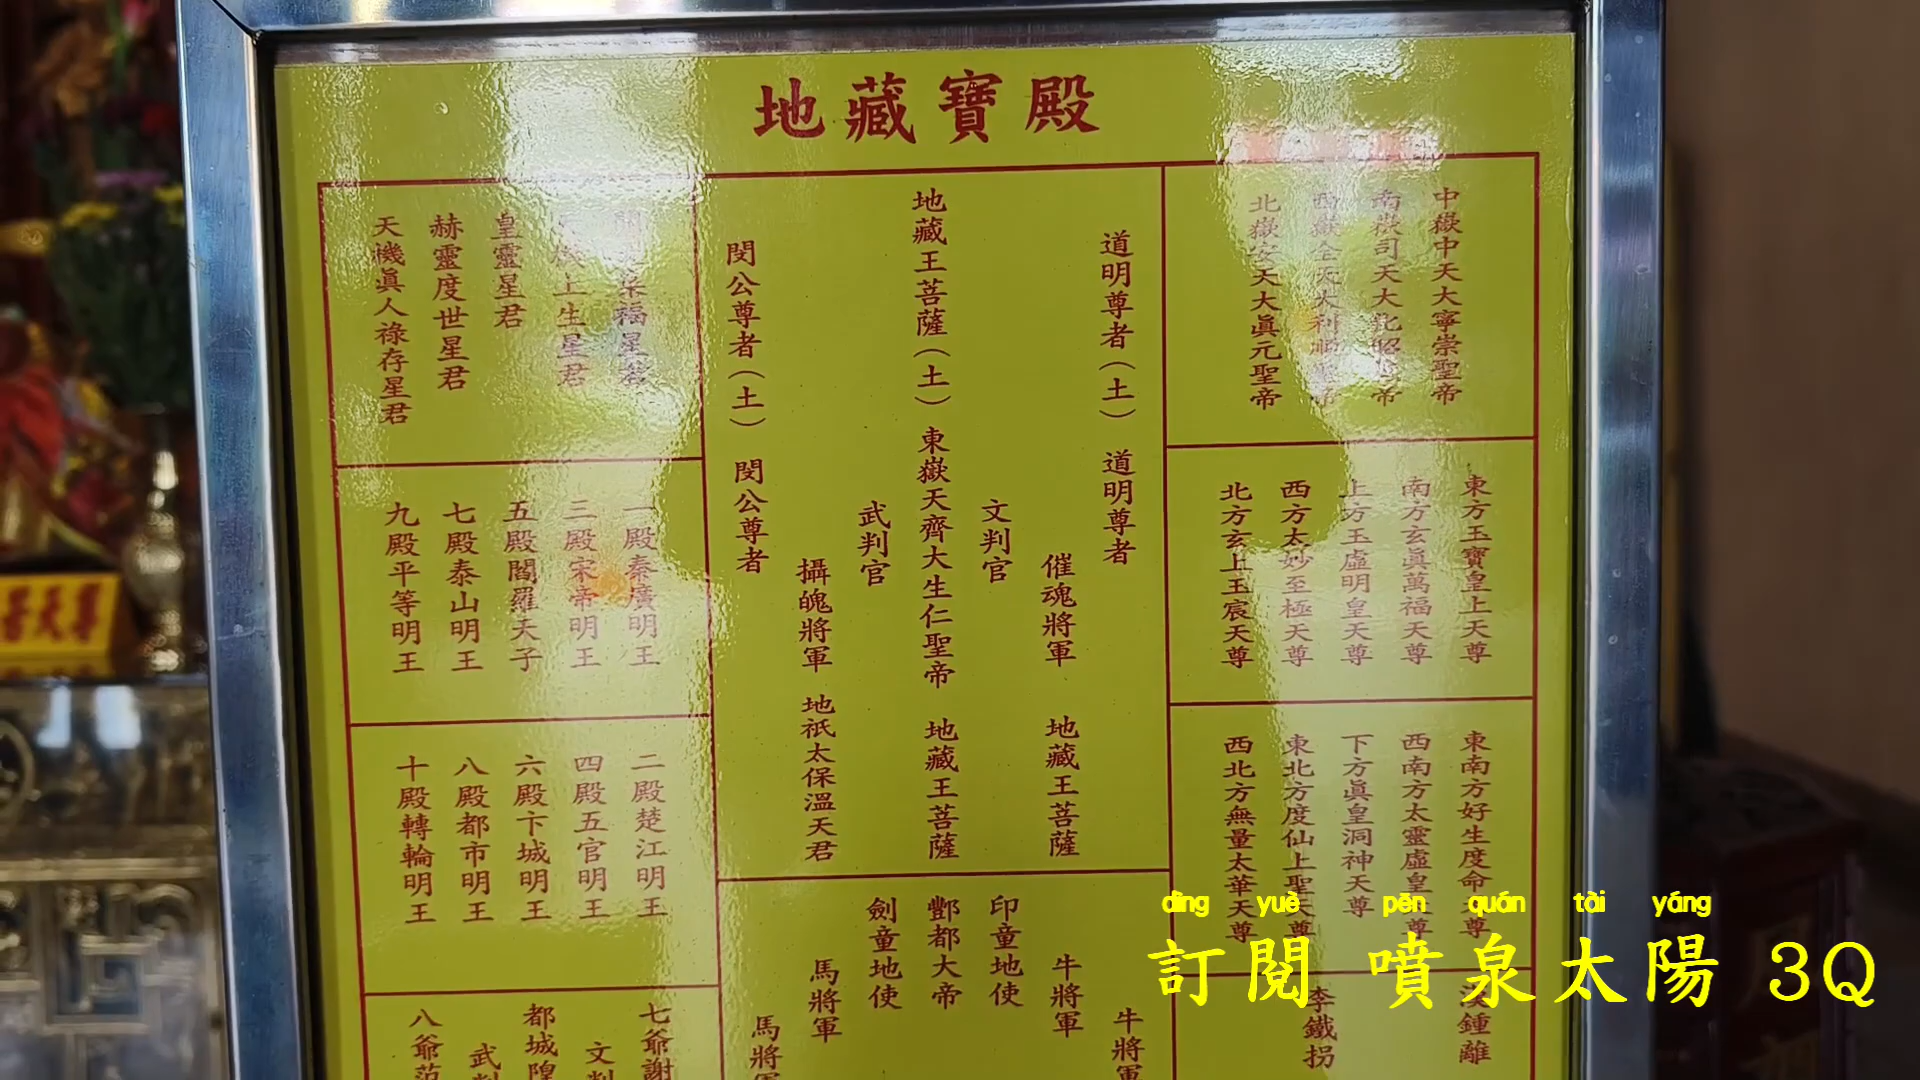 地藏寶殿
中嶽中天大寧崇聖帝
南嶽司天大化昭聖帝
北嶽安天大眞元聖帝
東方玉寶皇上天尊
南方玄眞萬福天尊
上方玉虛明皇天尊
西方太妙至極天尊
北方玄上玉宸天尊
東南方好生度命天尊
西南方太靈虛皇天尊
下方眞皇洞神天尊
東北方度仙上聖天尊
西北方無量太華天尊
鍾離
李鐵拐
道明尊者（土） 道明尊者
催魂將軍 地藏王菩薩
文判官
地藏王菩薩（土） 東嶽天齊大生仁聖帝 地藏王菩薩
武判官
攝魄將軍 地祇太保溫天君
閔公尊者（土） 閔公尊者
牛將軍
牛將軍
印童地使
酆都大帝
劍童地使
馬將軍
馬將軍
福星君
上生星君
皇靈星君
赫靈度世星君
天機眞人祿存星君
一殿秦廣明王
三殿宋帝明王
五殿閻羅天子
七殿泰山明王
九殿平等明王
二殿楚江明王
四殿五官明王
六殿卞城明王
八殿都市明王
十殿轉輪明王
七爺謝
文判
都城隍
武判
八爺范
dìng yuè pēn quán tài yáng
訂閱 噴泉太陽 3Q